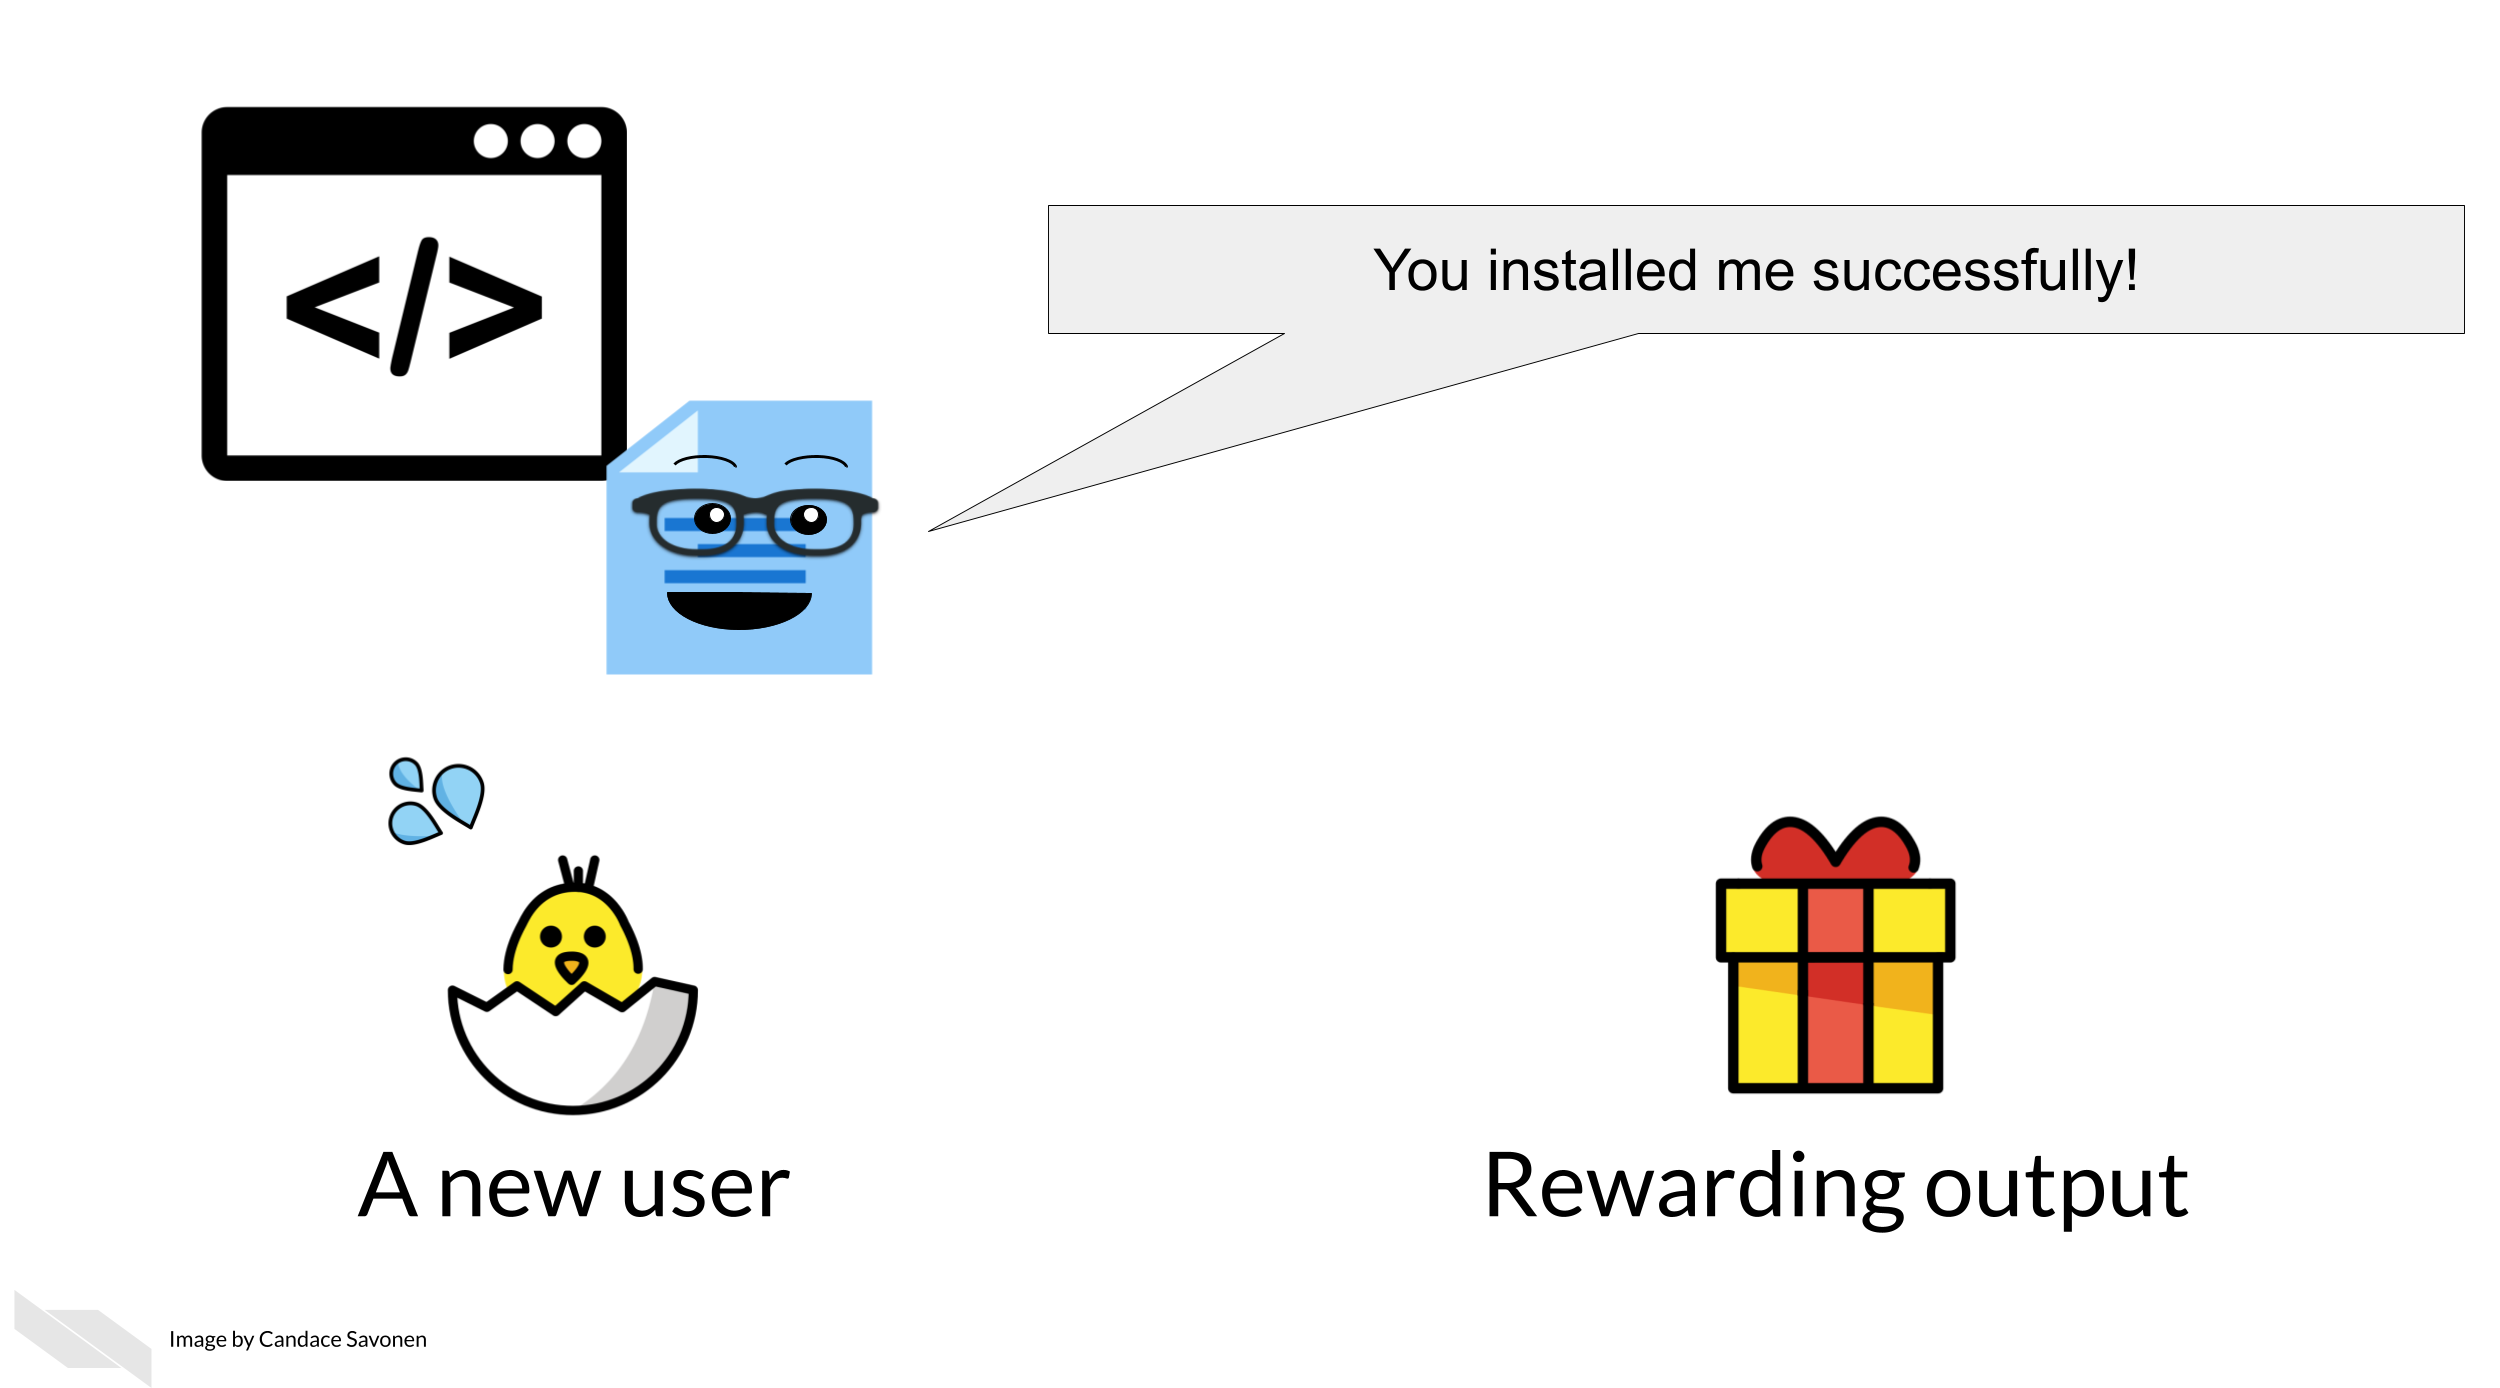 </>
You installed me successfully!
A new user
Rewarding output
Image by Candace Savonen